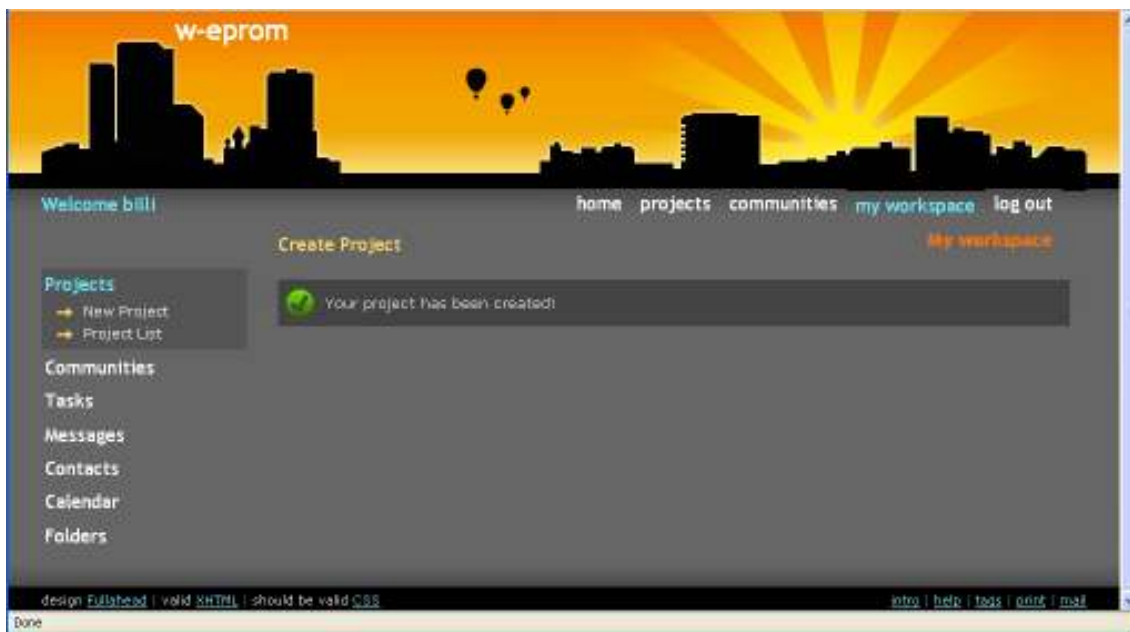 w-eprom
Welcome billi
home projects communities my workspace log out
Create Project
My workspace
Projects
New Project
Project List
Your project has been created!
Communities
Tasks
Messages
Contacts
Calendar
Folders
design Fullahead | valid XHTML | should be valid CSS
intro | help | tags | print | mail
Done